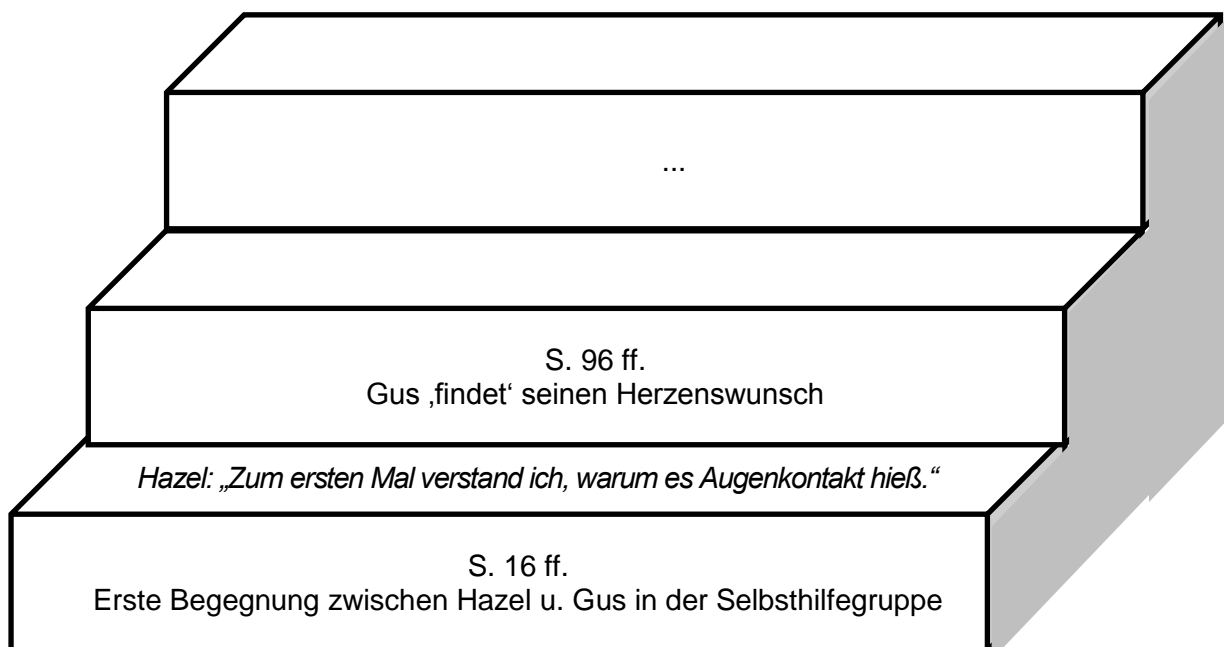 ...
S. 96 ff.
Gus ‚findet‘ seinen Herzenswunsch
Hazel: „Zum ersten Mal verstand ich, warum es Augenkontakt hieß.“
S. 16 ff.
Erste Begegnung zwischen Hazel u. Gus in der Selbsthilfegruppe